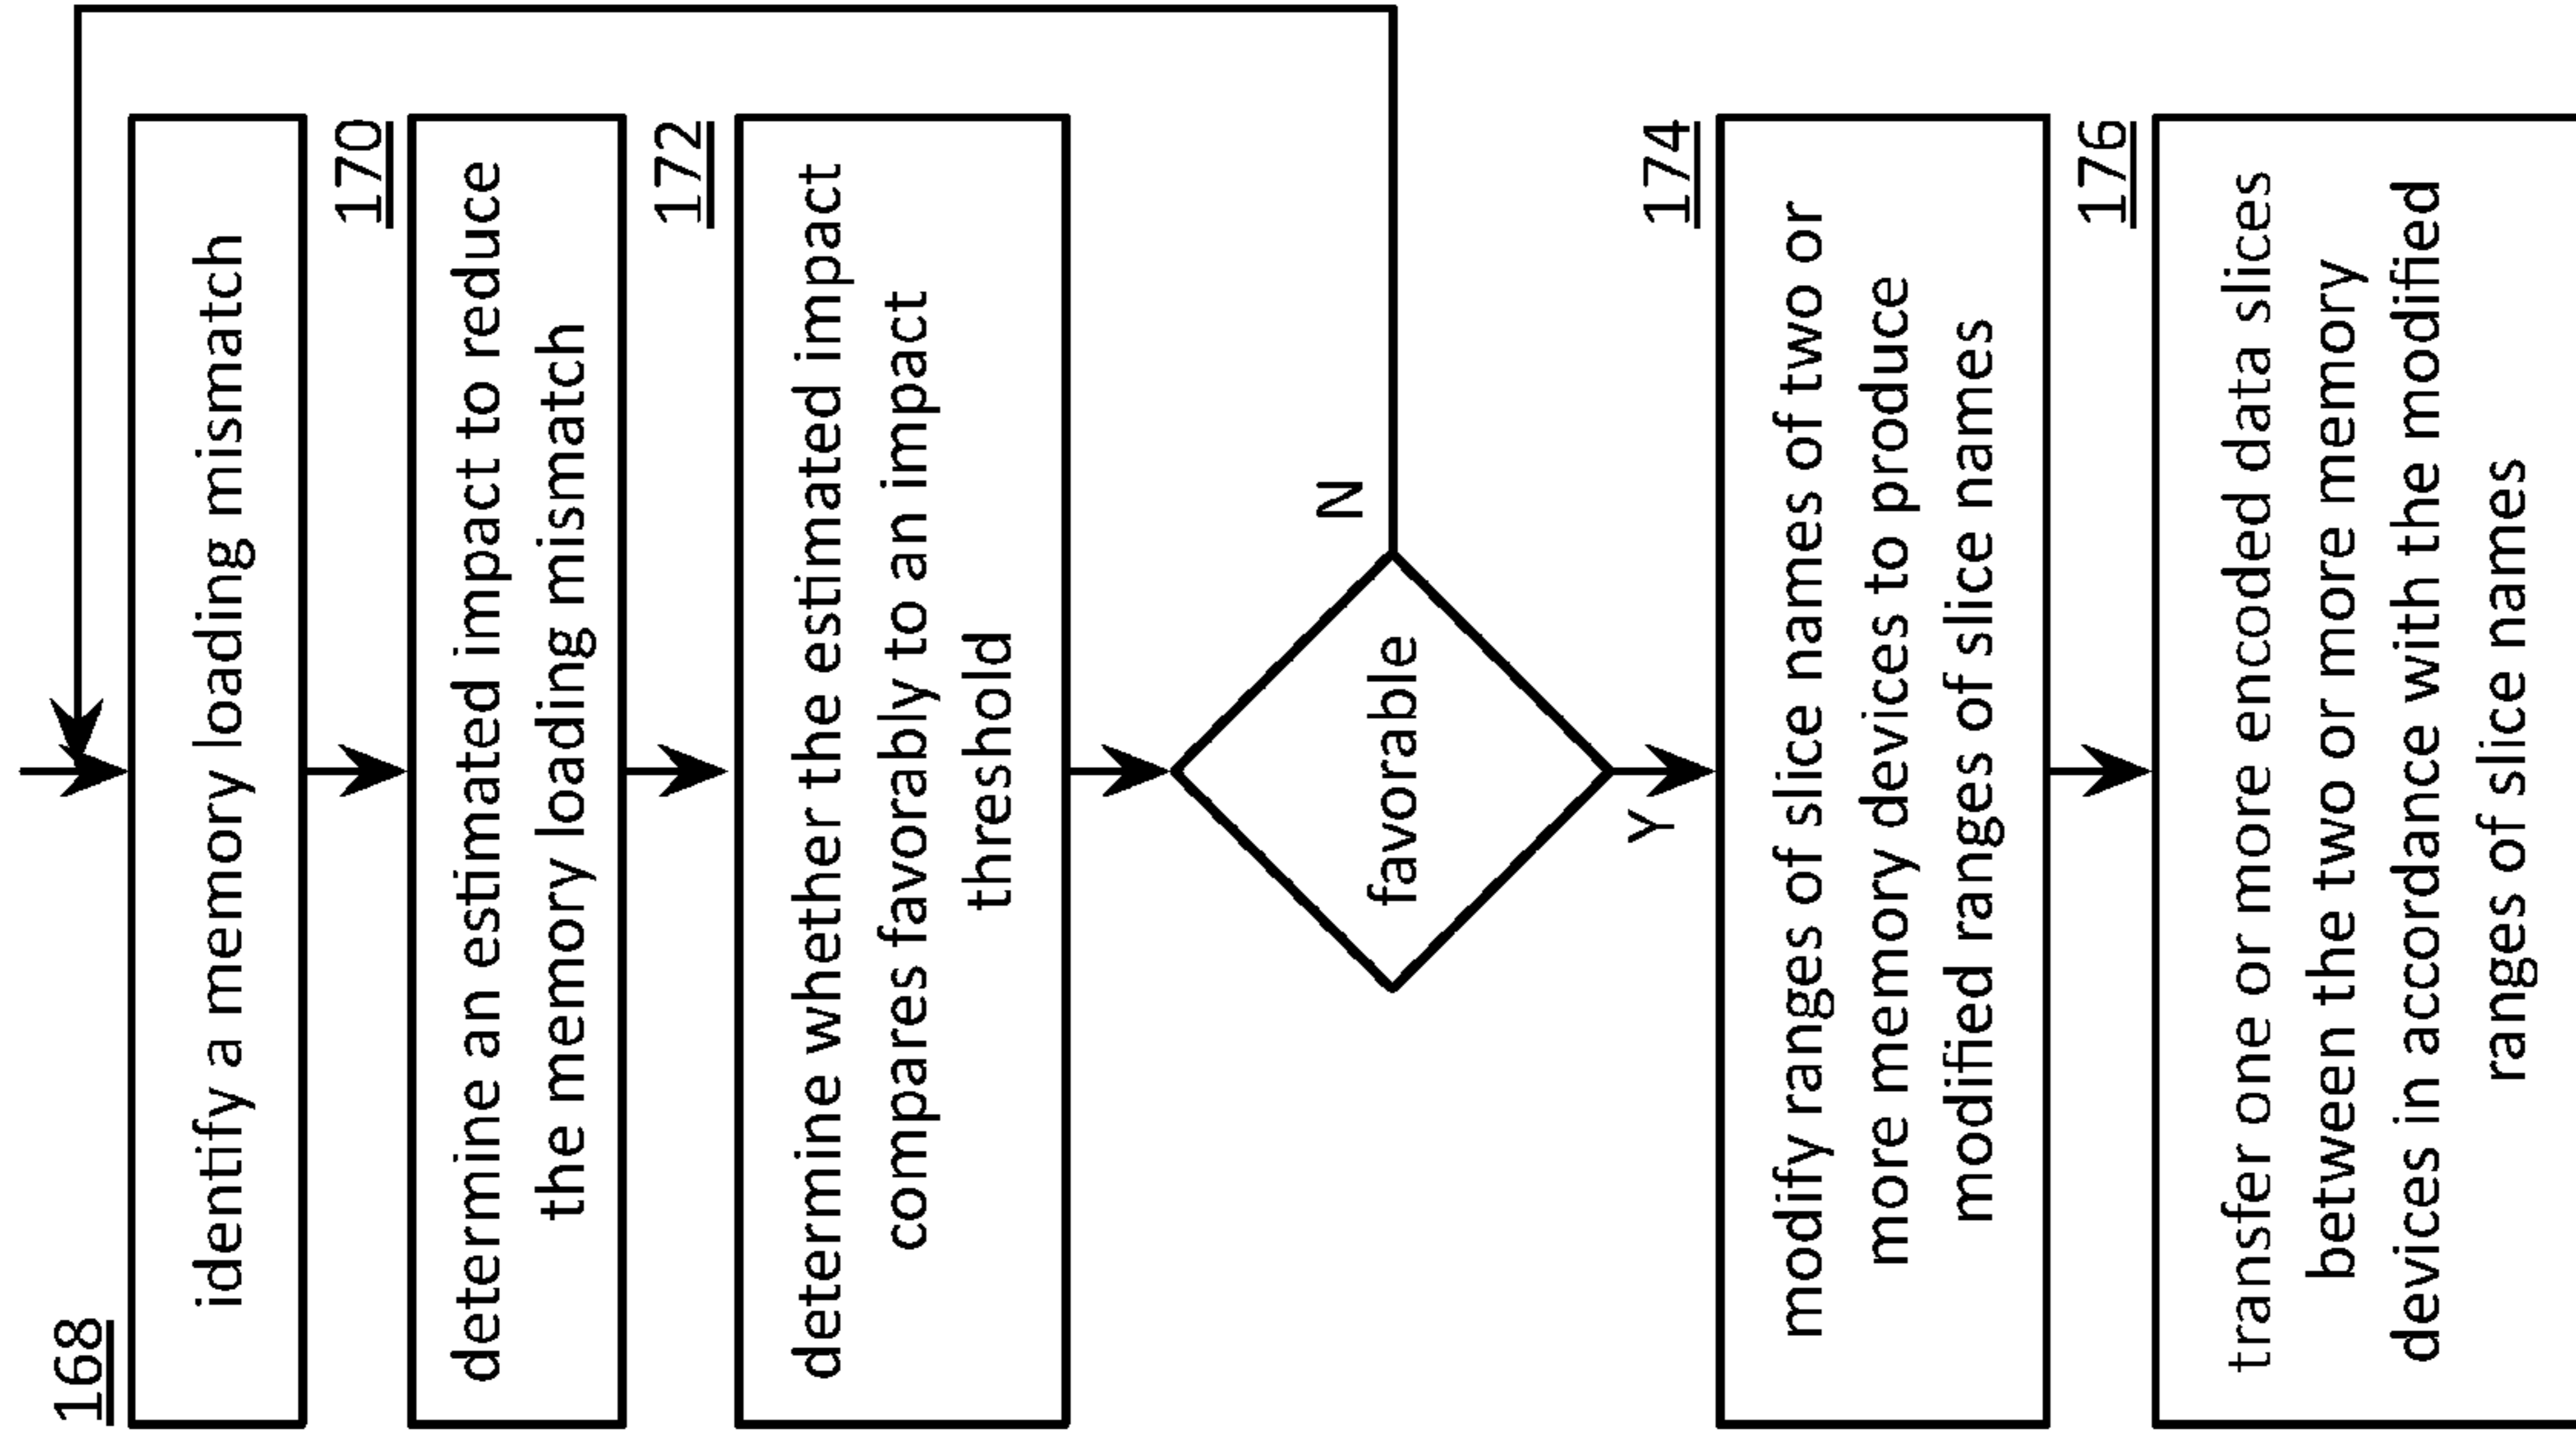 168
identify a memory loading mismatch
170
determine an estimated impact to reduce
the memory loading mismatch
172
determine whether the estimated impact
compares favorably to an impact
threshold
favorable
N
Y
174
modify ranges of slice names of two or
more memory devices to produce
modified ranges of slice names
176
transfer one or more encoded data slices
between the two or more memory
devices in accordance with the modified
ranges of slice names